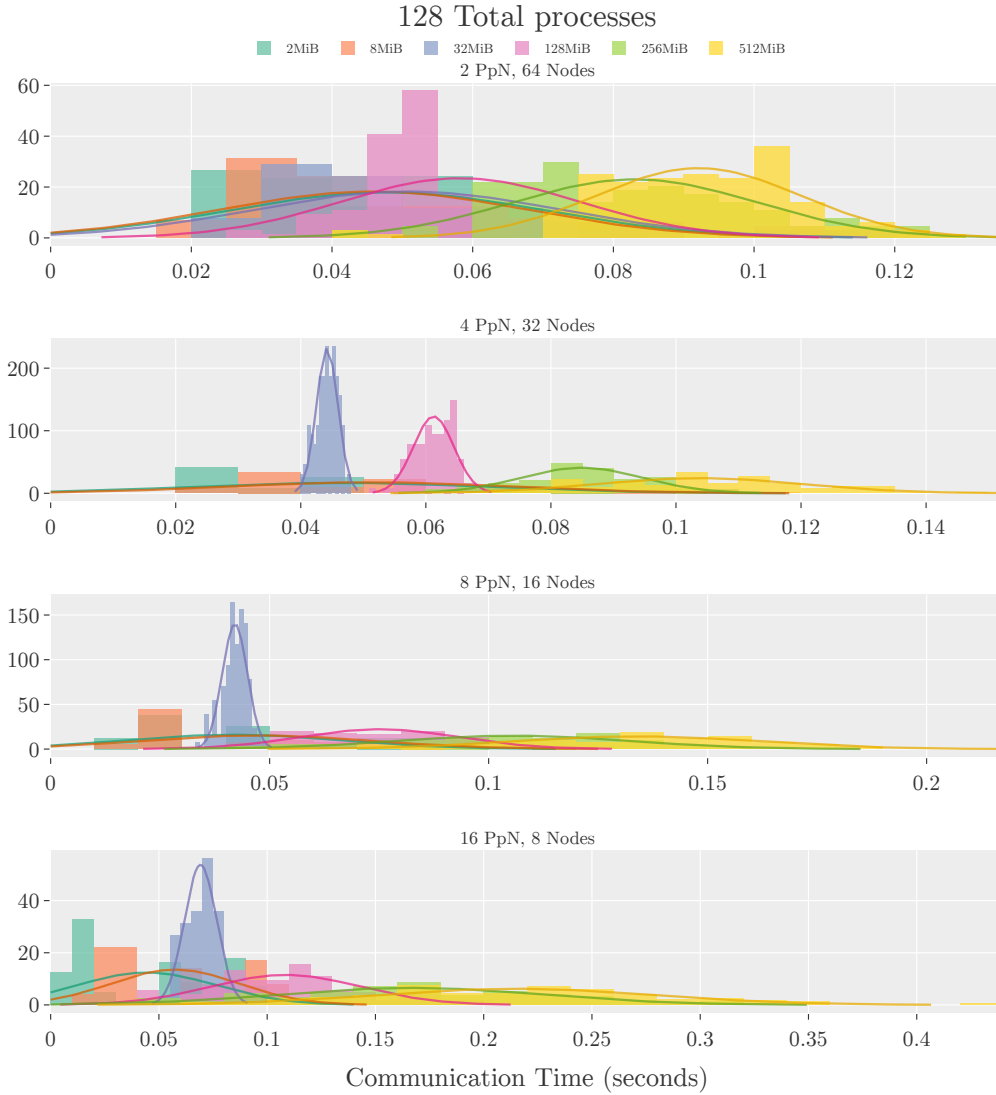 128 Total processes
2MiB 8MiB 32MiB 128MiB 256MiB 512MiB
2 PpN, 64 Nodes
60
40
20
0
0 0.02 0.04 0.06 0.08 0.1 0.12
4 PpN, 32 Nodes
200
100
0
0 0.02 0.04 0.06 0.08 0.1 0.12 0.14
8 PpN, 16 Nodes
150
100
50
0
0 0.05 0.1 0.15 0.2
16 PpN, 8 Nodes
40
20
0
0 0.05 0.1 0.15 0.2 0.25 0.3 0.35 0.4
Communication Time (seconds)